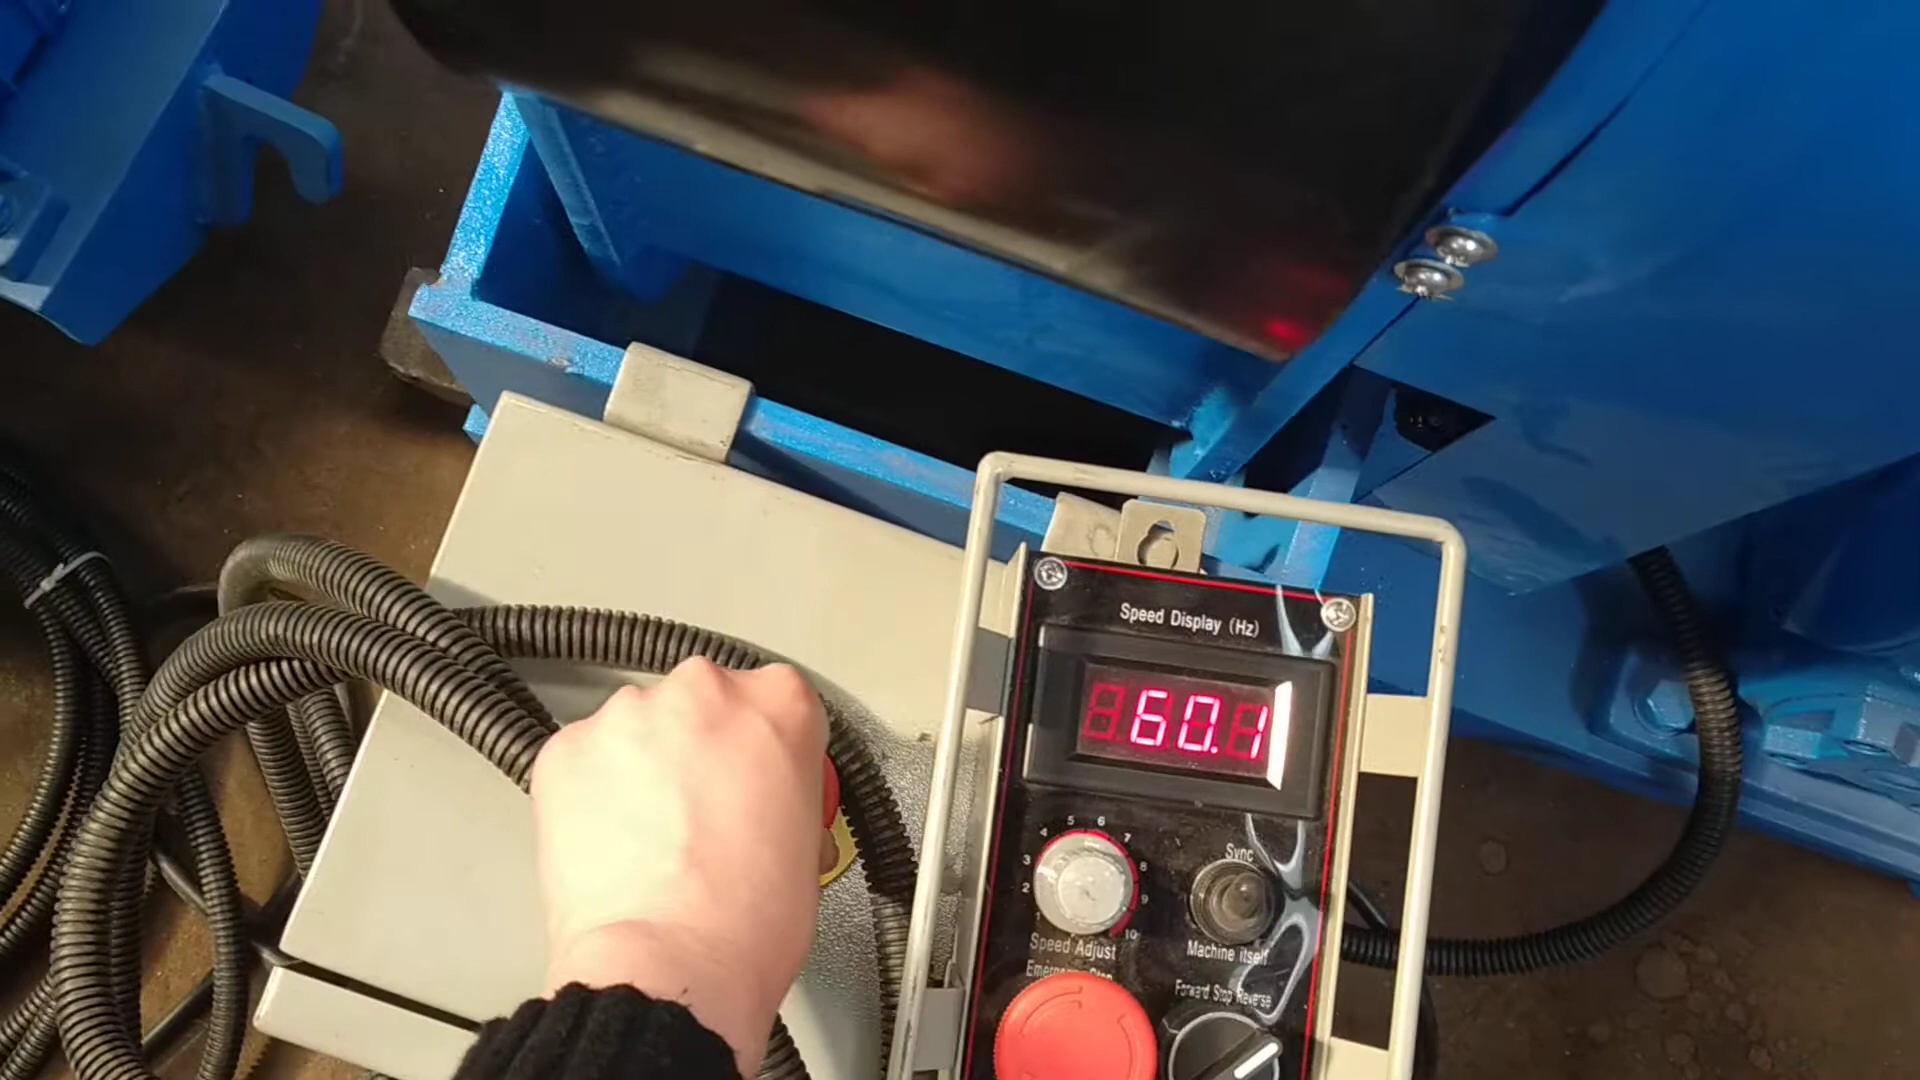 Speed Display (Hz)
60.1
1 2 3 4 5 6 7 8 9 10
Speed Adjust
Sync
Machine itself
Stop
Forward Stop Reverse